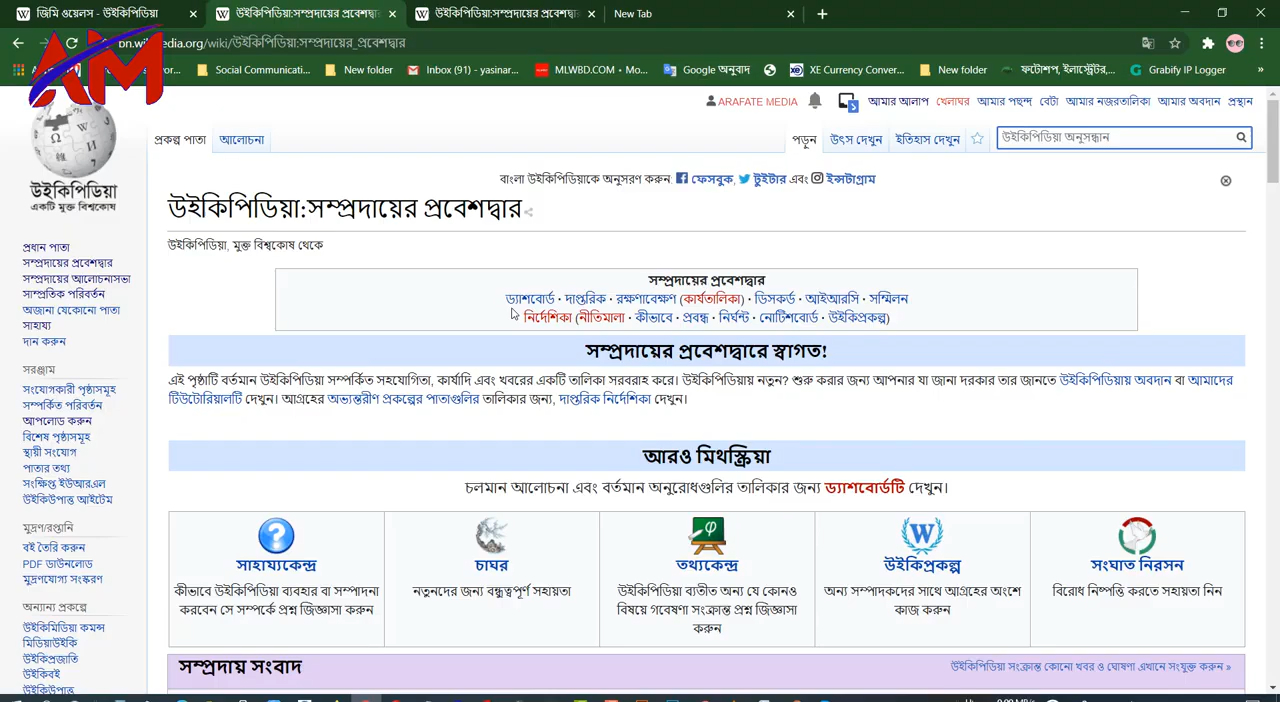 জিমি ওয়েলস - উইকিপিডিয়া
উইকিপিডিয়া:সম্প্রদায়ের প্রবেশদ্ব
উইকিপিডিয়া:সম্প্রদায়ের প্রবেশদ্ব
New Tab
/wiki/উইকিপিডিয়া:সম্প্রদায়ের_প্রবেশদ্বার
AM
Social Communicati...
New folder
Inbox (91) - yasinar...
MLWBD.COM • Mo...
Google অনুবাদ
XE Currency Conver...
New folder
ফটোশপ, ইলাস্ট্রেটর,...
Grabify IP Logger
»
ARAFATE MEDIA
আমার আলাপ খেলাঘর আমার পছন্দ বেটা আমার নজরতালিকা আমার অবদান প্রস্থান
প্রকল্প পাতা আলোচনা
পড়ুন উৎস দেখুন ইতিহাস দেখুন
উইকিপিডিয়া অনুসন্ধান
উইকিপিডিয়া
একটি মুক্ত বিশ্বকোষ
প্রধান পাতা
সম্প্রদায়ের প্রবেশদ্বার
সম্প্রদায়ের আলোচনাসভা
সাম্প্রতিক পরিবর্তন
অজানা যেকোনো পাতা
সাহায্য
দান করুন
সরঞ্জাম
সংযোগকারী পৃষ্ঠাসমূহ
সম্পর্কিত পরিবর্তন
আপলোড করুন
বিশেষ পৃষ্ঠাসমূহ
স্থায়ী সংযোগ
পাতার তথ্য
সংক্ষিপ্ত ইউআরএল
উইকিউপাত্ত আইটেম
মুদ্রণ/রপ্তানি
বই তৈরি করুন
PDF ডাউনলোড
মুদ্রণযোগ্য সংস্করণ
অন্যান্য প্রকল্পে
উইকিমিডিয়া কমন্স
মিডিয়াউইকি
উইকিপ্রজাতি
উইকিবই
উইকিউপাত্ত
বাংলা উইকিপিডিয়াকে অনুসরণ করুন: ফেসবুক, টুইটার এবং ইন্সটাগ্রাম
উইকিপিডিয়া:সম্প্রদায়ের প্রবেশদ্বার
উইকিপিডিয়া, মুক্ত বিশ্বকোষ থেকে
সম্প্রদায়ের প্রবেশদ্বার
ড্যাশবোর্ড · দাপ্তরিক · রক্ষণাবেক্ষণ (কার্যতালিকা) · ডিসকর্ড · আইআরসি · সম্মিলন
নির্দেশিকা (নীতিমালা · কীভাবে · প্রবন্ধ · নির্ঘন্ট · নোটিশবোর্ড · উইকিপ্রকল্প)
সম্প্রদায়ের প্রবেশদ্বারে স্বাগত!
এই পৃষ্ঠাটি বর্তমান উইকিপিডিয়া সম্পর্কিত সহযোগিতা, কার্যাদি এবং খবরের একটি তালিকা সরবরাহ করে। উইকিপিডিয়ায় নতুন? শুরু করার জন্য আপনার যা জানা দরকার তার জানতে উইকিপিডিয়ায় অবদান বা আমাদের
টিউটোরিয়ালটি দেখুন। আগ্রহের অভ্যন্তরীণ প্রকল্পের পাতাগুলির তালিকার জন্য, দাপ্তরিক নির্দেশিকা দেখুন।
আরও মিথস্ক্রিয়া
চলমান আলোচনা এবং বর্তমান অনুরোধগুলির তালিকার জন্য ড্যাশবোর্ডটি দেখুন।
সাহায্যকেন্দ্র
কীভাবে উইকিপিডিয়া ব্যবহার বা সম্পাদনা
করবেন সে সম্পর্কে প্রশ্ন জিজ্ঞাসা করুন
চাঘর
নতুনদের জন্য বন্ধুত্বপূর্ণ সহায়তা
তথ্যকেন্দ্র
উইকিপিডিয়া ব্যতীত অন্য যে কোনও
বিষয়ে গবেষণা সংক্রান্ত প্রশ্ন জিজ্ঞাসা
করুন
উইকিপ্রকল্প
অন্য সম্পাদকদের সাথে আগ্রহের অংশে
কাজ করুন
সংঘাত নিরসন
বিরোধ নিষ্পত্তি করতে সহায়তা নিন
সম্প্রদায় সংবাদ
উইকিপিডিয়া সংক্রান্ত কোনো খবর ও ঘোষণা এখানে সংযুক্ত করুন »